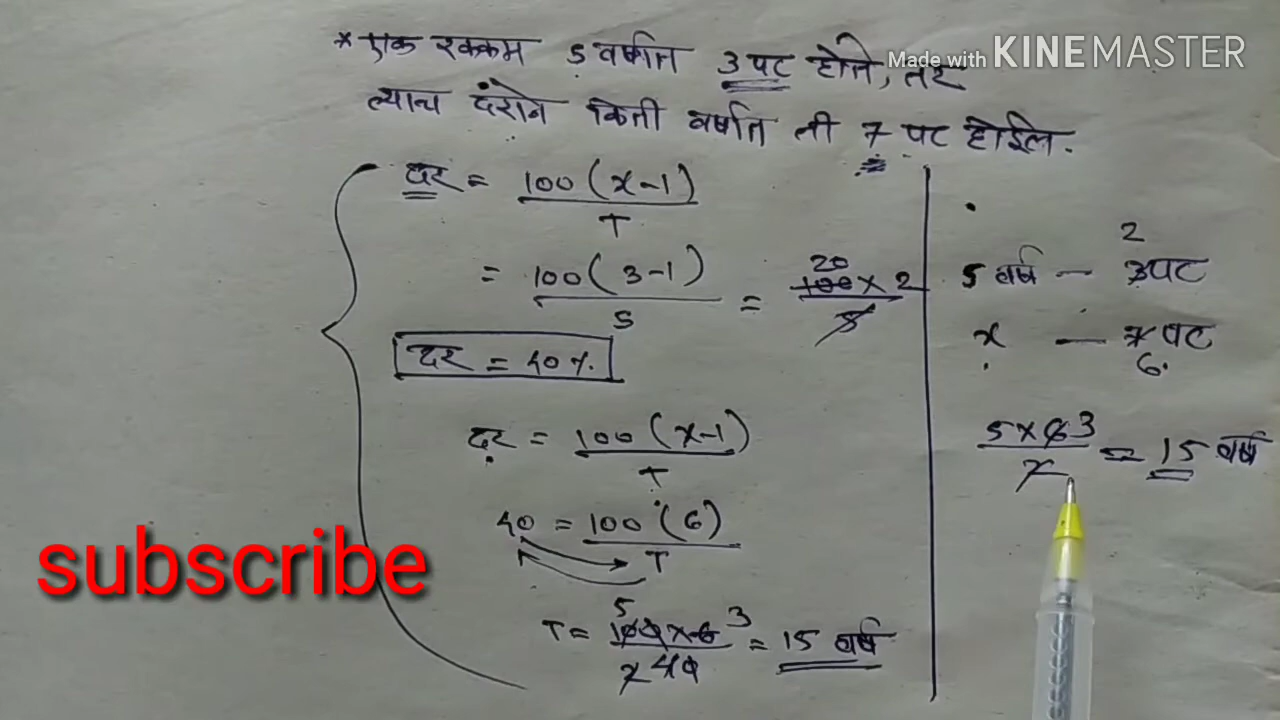 * एक रक्कम 5 वर्षात 3 पट होते, तर
Made with KINEMASTER
त्याच दराने किती वर्षात ती 7 पट होईल.
दर = 100 (x-1) / T
= 100 (3-1) / 5 = 100 x 2 / 5
20
दर = 40%.
दर = 100 (x-1) / T
40 = 100 (6) / T
T = 100 x 6 / 40 = 15 वर्ष
5 3
2
2
5 वर्ष — 3 पट
x — 7 पट
6
5 x 6 / 2 = 15 वर्ष
3
subscribe